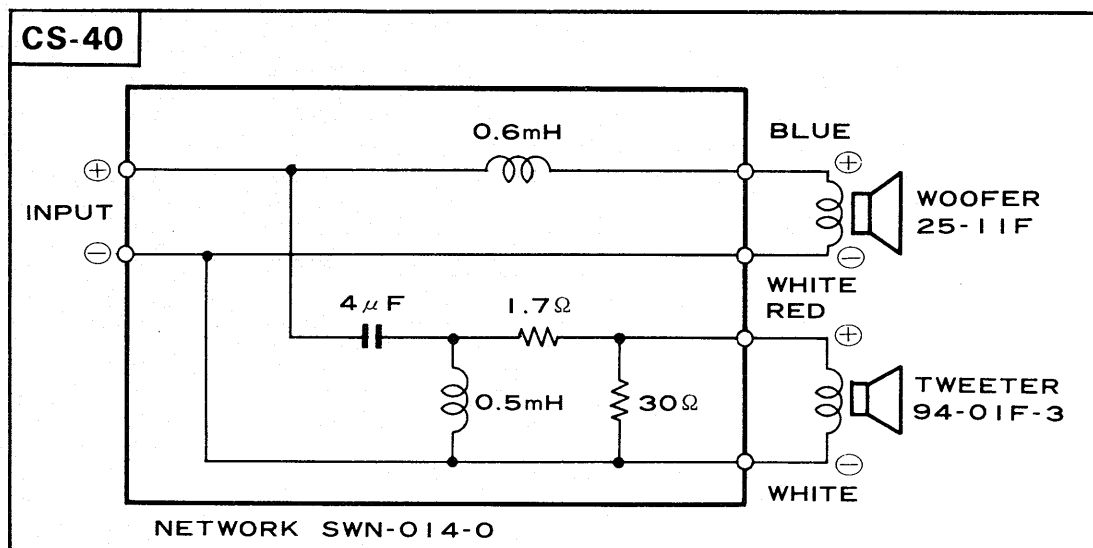 CS-40
0.6mH
BLUE
⊕
⊕
INPUT
WOOFER
25-11F
⊖
⊖
WHITE
RED
4μF
1.7Ω
⊕
0.5mH
30Ω
TWEETER
94-01F-3
⊖
WHITE
NETWORK SWN-014-0